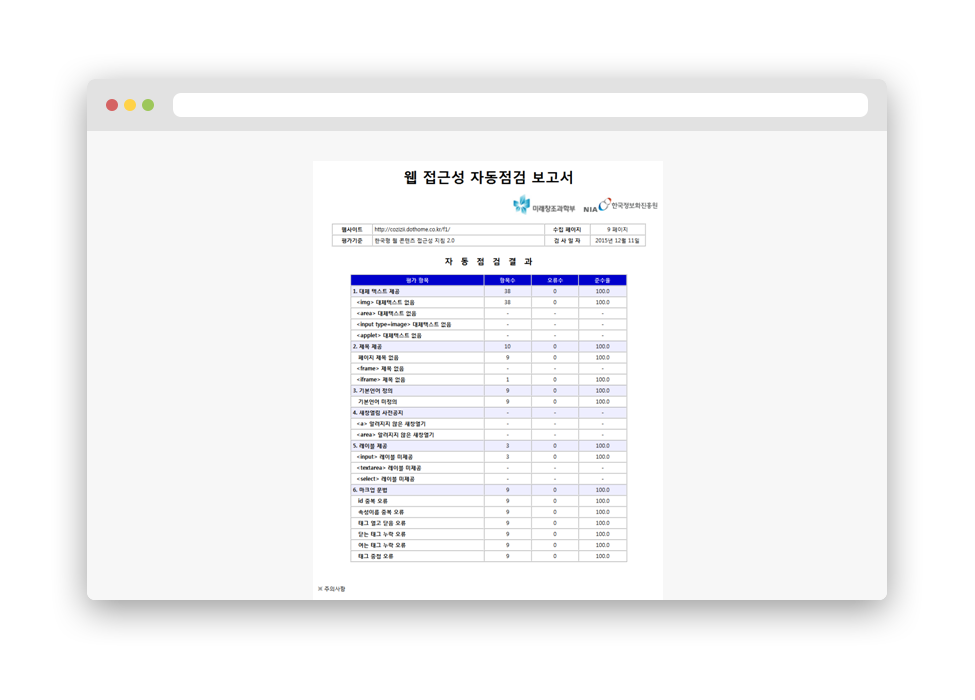 웹 접근성 자동점검 보고서
미래창조과학부 NIA 한국정보화진흥원
웹사이트 http://cozizii.dothome.co.kr/f1/ 수집 페이지 9 페이지
평가기준 한국형 웹 콘텐츠 접근성 지침 2.0 검 사 일 자 2015년 12월 11일
자 동 점 검 결 과
평가 항목 항목수 오류수 준수율
1. 대체 텍스트 제공 38 0 100.0
<img> 대체텍스트 없음 38 0 100.0
<area> 대체텍스트 없음 - - -
<input type=image> 대체텍스트 없음 - - -
<applet> 대체텍스트 없음 - - -
2. 제목 제공 10 0 100.0
페이지 제목 없음 9 0 100.0
<frame> 제목 없음 - - -
<iframe> 제목 없음 1 0 100.0
3. 기본언어 정의 9 0 100.0
기본언어 미정의 9 0 100.0
4. 새창열림 사전공지 - - -
<a> 알려지지 않은 새창열기 - - -
<area> 알려지지 않은 새창열기 - - -
5. 레이블 제공 3 0 100.0
<input> 레이블 미제공 3 0 100.0
<textarea> 레이블 미제공 - - -
<select> 레이블 미제공 - - -
6. 마크업 문법 9 0 100.0
id 중복 오류 9 0 100.0
속성이름 중복 오류 9 0 100.0
태그 열고 닫음 오류 9 0 100.0
닫는 태그 누락 오류 9 0 100.0
여는 태그 누락 오류 9 0 100.0
태그 중첩 오류 9 0 100.0
※ 주의사항